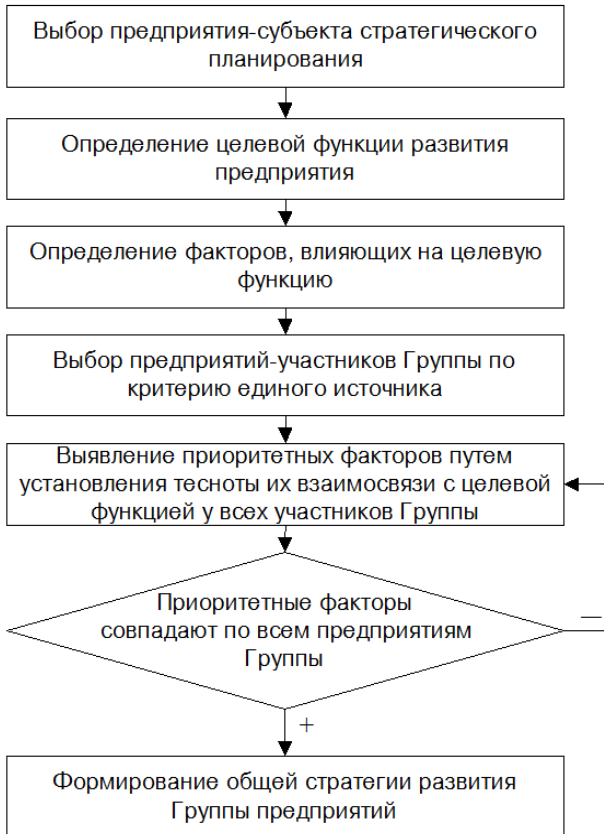 Выбор предприятия-субъекта стратегического
планирования
Определение целевой функции развития
предприятия
Определение факторов, влияющих на целевую
функцию
Выбор предприятий-участников Группы по
критерию единого источника
Выявление приоритетных факторов путем
установления тесноты их взаимосвязи с целевой
функцией у всех участников Группы
Приоритетные факторы
совпадают по всем предприятиям
Группы
—
+
Формирование общей стратегии развития
Группы предприятий